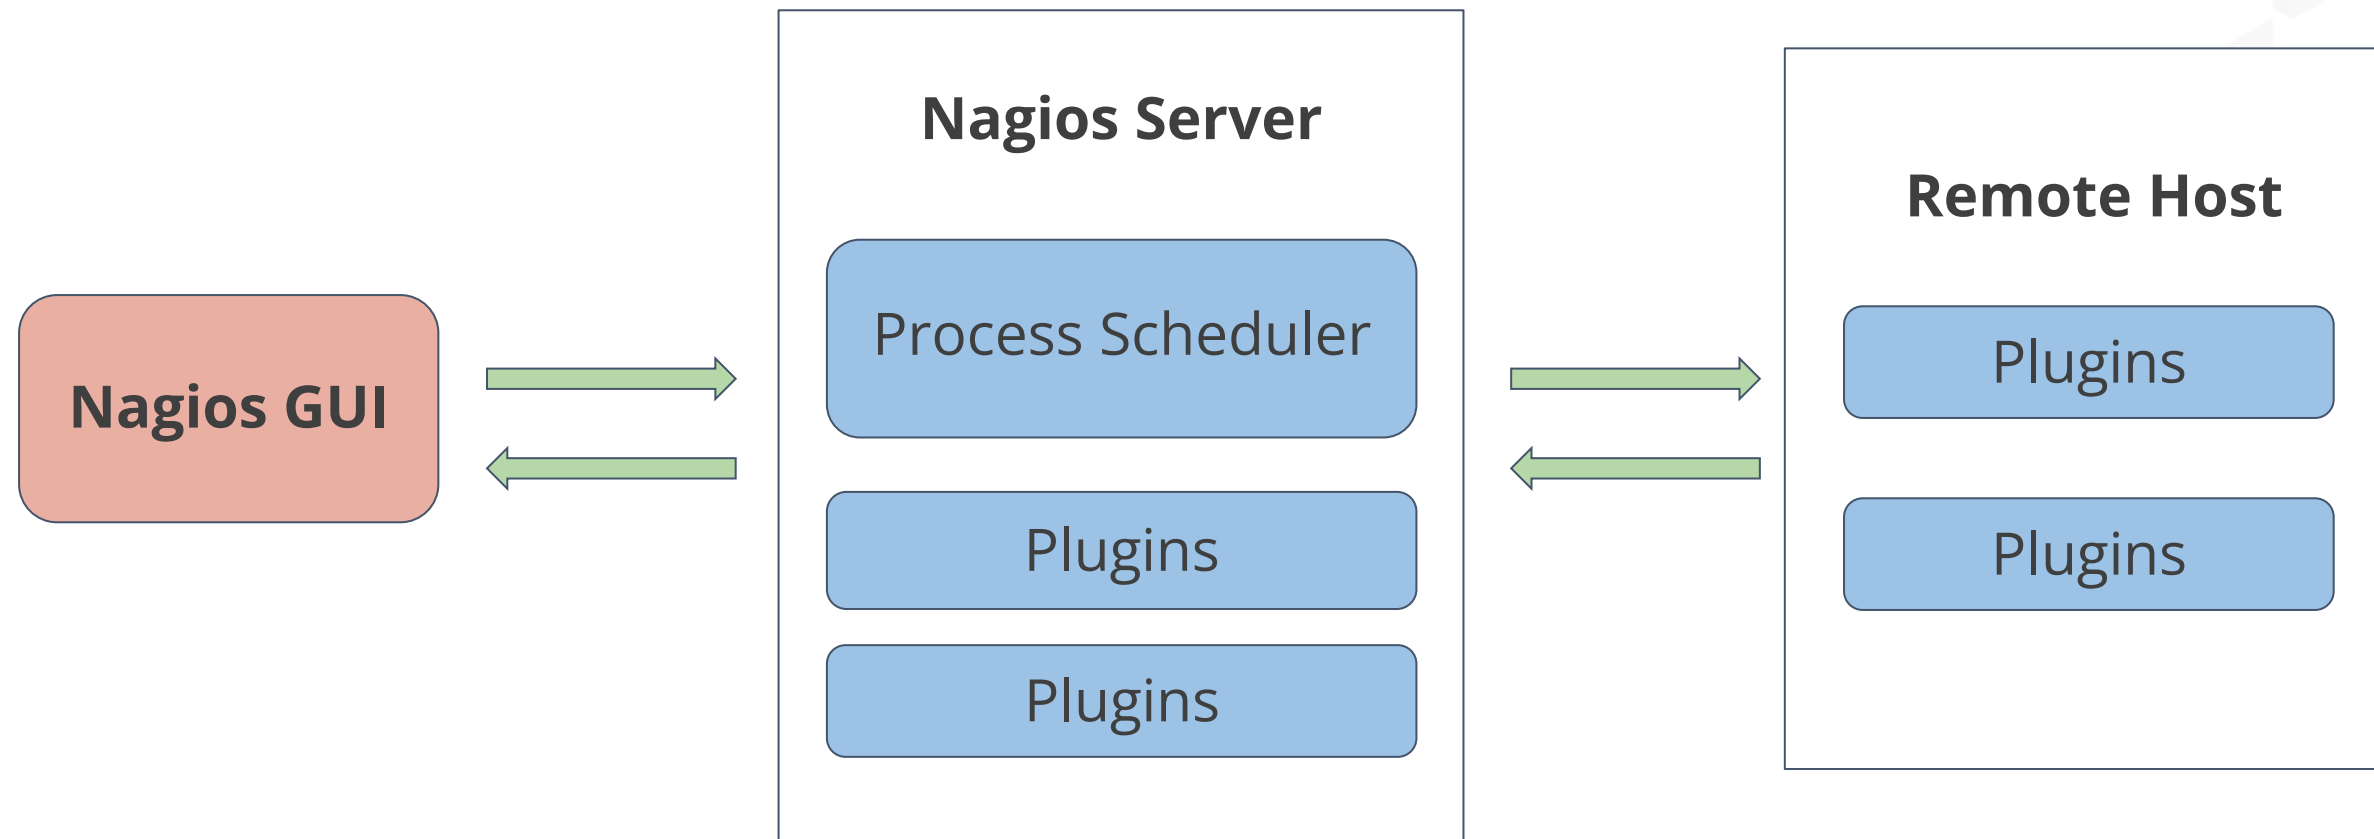 Nagios GUI
Nagios Server
Process Scheduler
Plugins
Plugins
Remote Host
Plugins
Plugins